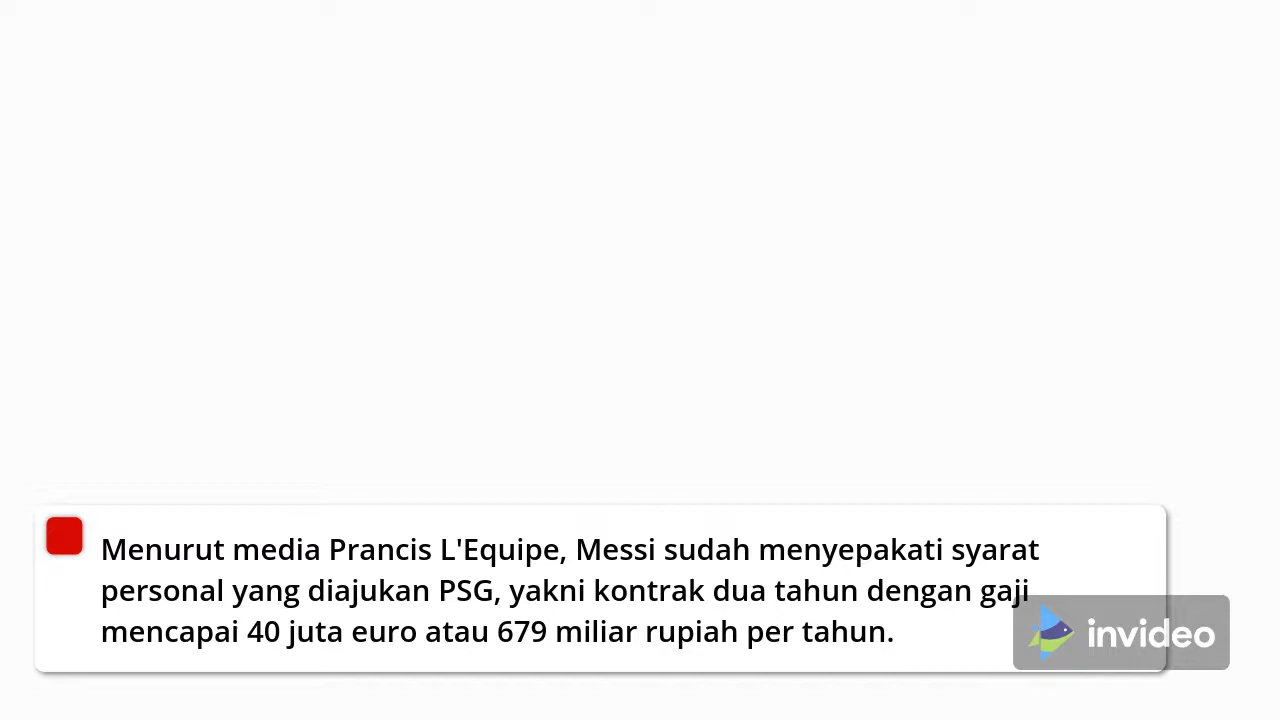 Menurut media Prancis L'Equipe, Messi sudah menyepakati syarat
personal yang diajukan PSG, yakni kontrak dua tahun dengan gaji
mencapai 40 juta euro atau 679 miliar rupiah per tahun.
invideo